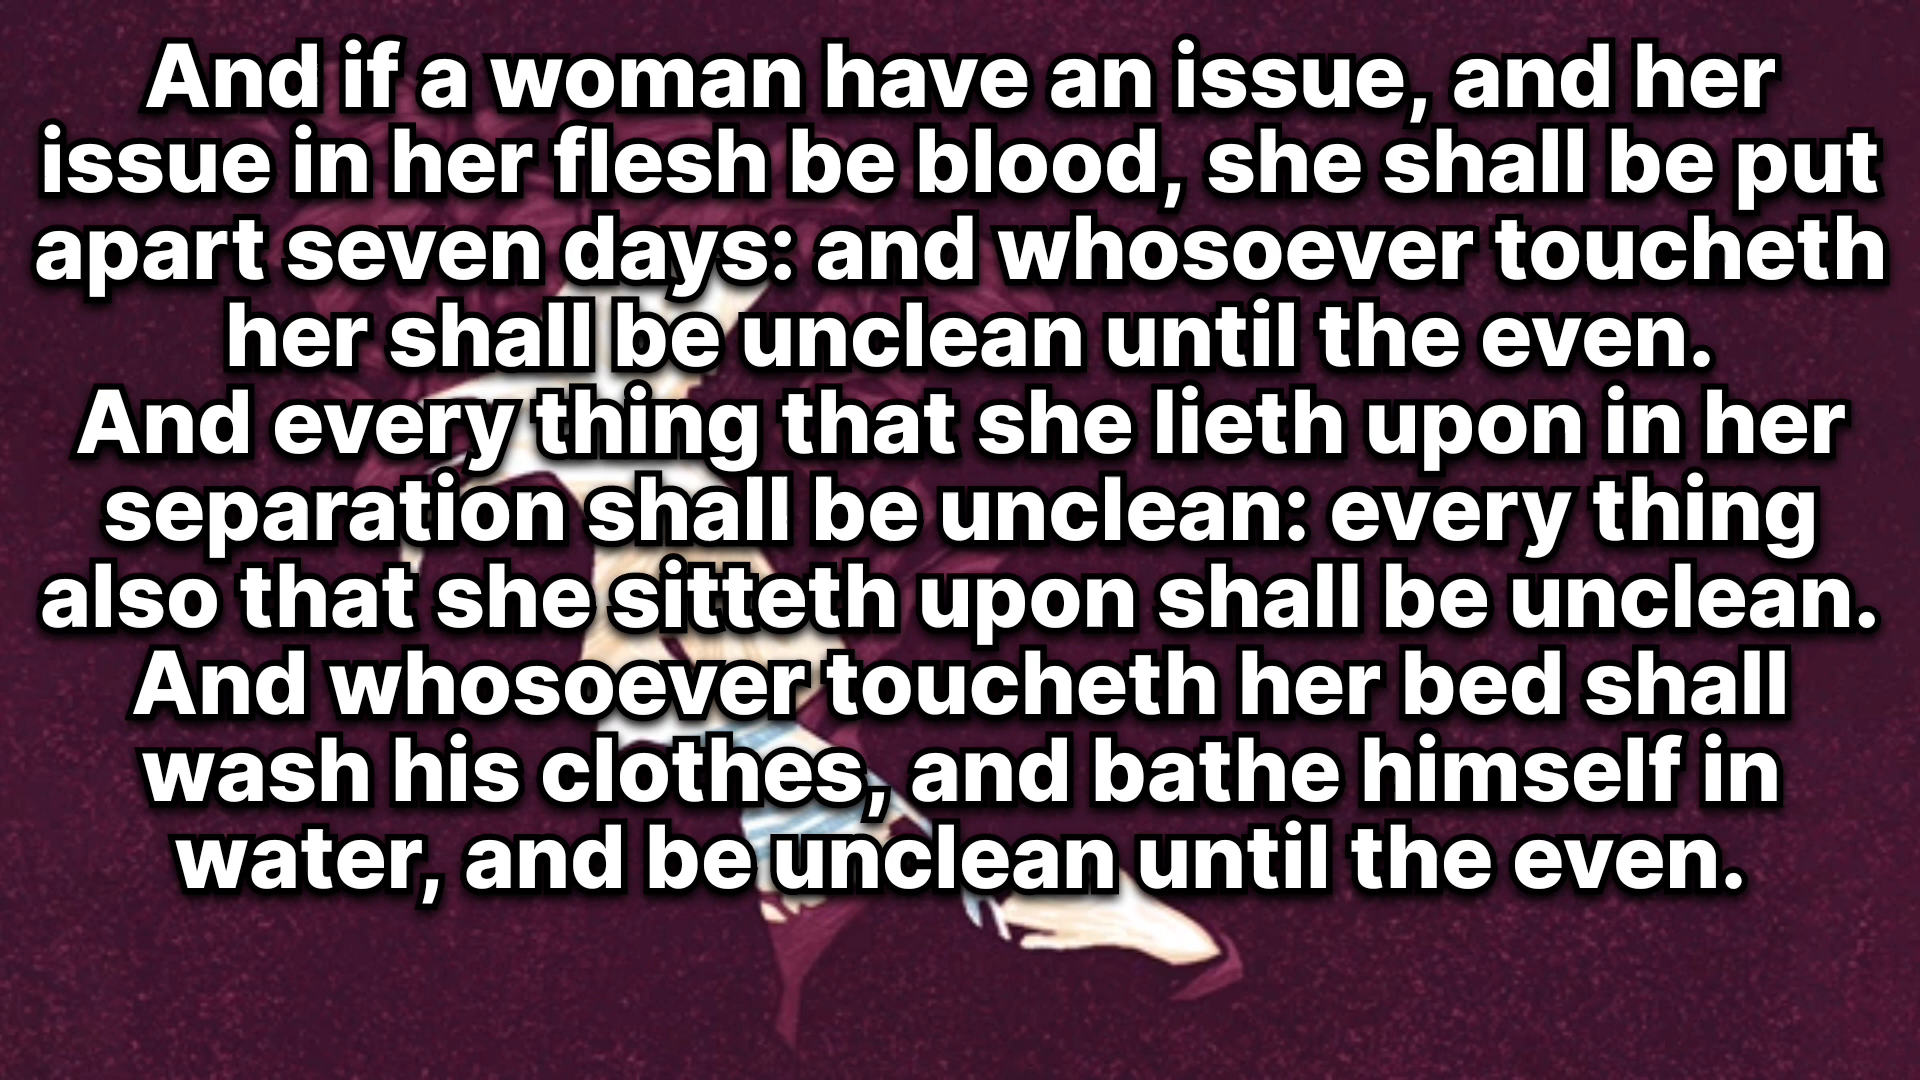 And if a woman have an issue, and her
issue in her flesh be blood, she shall be put
apart seven days: and whosoever toucheth
her shall be unclean until the even.
And every thing that she lieth upon in her
separation shall be unclean: every thing
also that she sitteth upon shall be unclean.
And whosoever toucheth her bed shall
wash his clothes, and bathe himself in
water, and be unclean until the even.